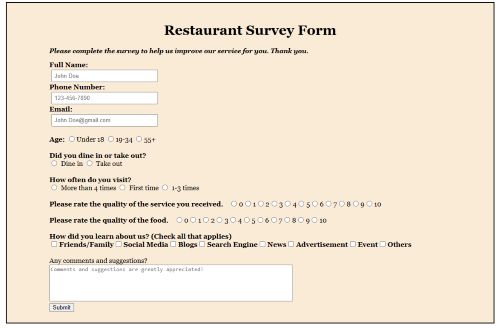 Restaurant Survey Form
Please complete the survey to help us improve our service for you. Thank you.
Full Name:
John Doe
Phone Number:
123-456-7890
Email:
John Doe@gmail.com
Age: Under 18 19-34 55+
Did you dine in or take out?
Dine in Take out
How often do you visit?
More than 4 times First time 1-3 times
Please rate the quality of the service you received. 0 1 2 3 4 5 6 7 8 9 10
Please rate the quality of the food. 0 1 2 3 4 5 6 7 8 9 10
How did you learn about us? (Check all that applies)
Friends/Family Social Media Blogs Search Engine News Advertisement Event Others
Any comments and suggestions?
Comments and suggestions are greatly appreciated!
Submit